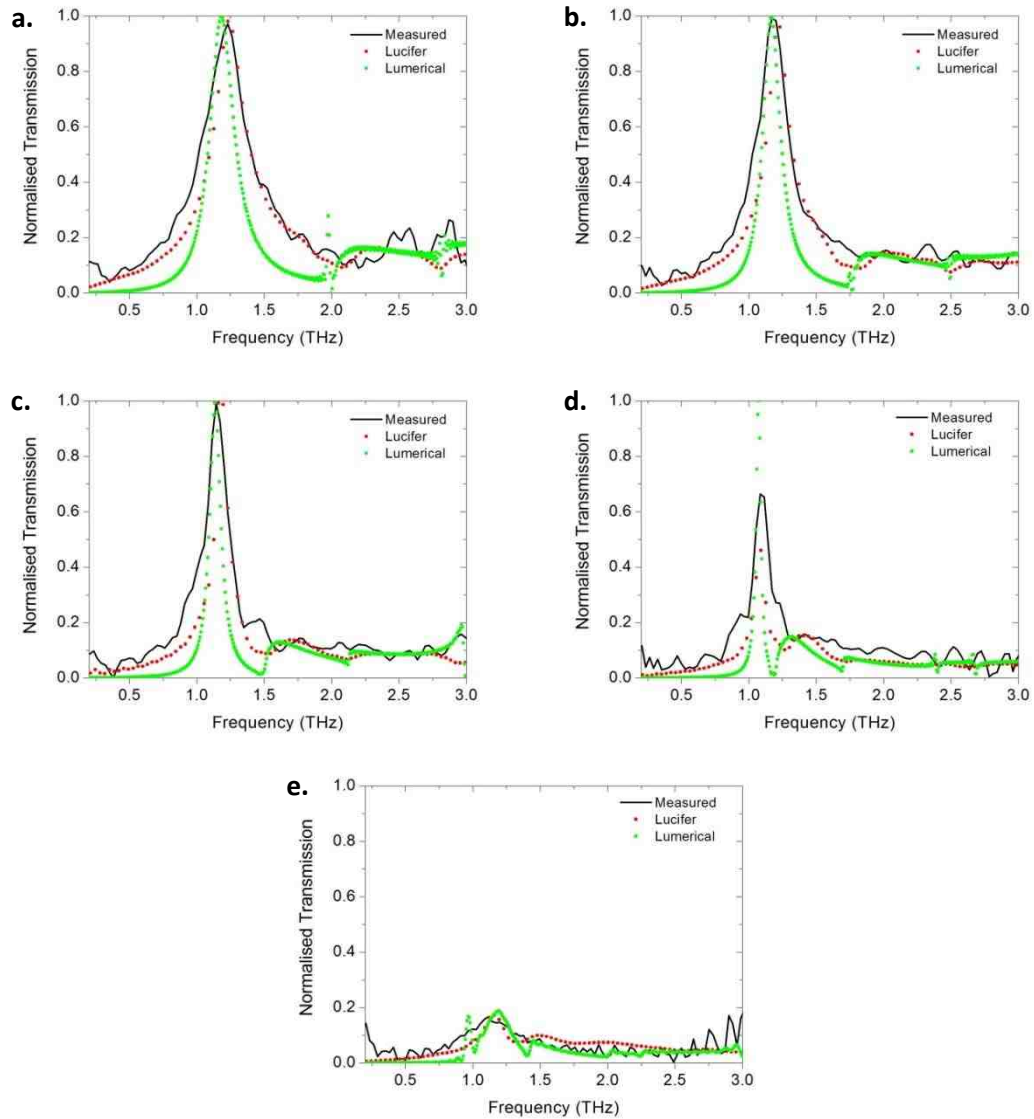 a.
1.0
0.8
0.6
0.4
0.2
0.0
Normalised Transmission
Measured
Lucifer
Lumerical
0.5 1.0 1.5 2.0 2.5 3.0
Frequency (THz)
b.
1.0
0.8
0.6
0.4
0.2
0.0
Normalised Transmission
Measured
Lucifer
Lumerical
0.5 1.0 1.5 2.0 2.5 3.0
Frequency (THz)
c.
1.0
0.8
0.6
0.4
0.2
0.0
Normalised Transmission
Measured
Lucifer
Lumerical
0.5 1.0 1.5 2.0 2.5 3.0
Frequency (THz)
d.
1.0
0.8
0.6
0.4
0.2
0.0
Normalised Transmission
Measured
Lucifer
Lumerical
0.5 1.0 1.5 2.0 2.5 3.0
Frequency (THz)
e.
1.0
0.8
0.6
0.4
0.2
0.0
Normalised Transmission
Measured
Lucifer
Lumerical
0.5 1.0 1.5 2.0 2.5 3.0
Frequency (THz)